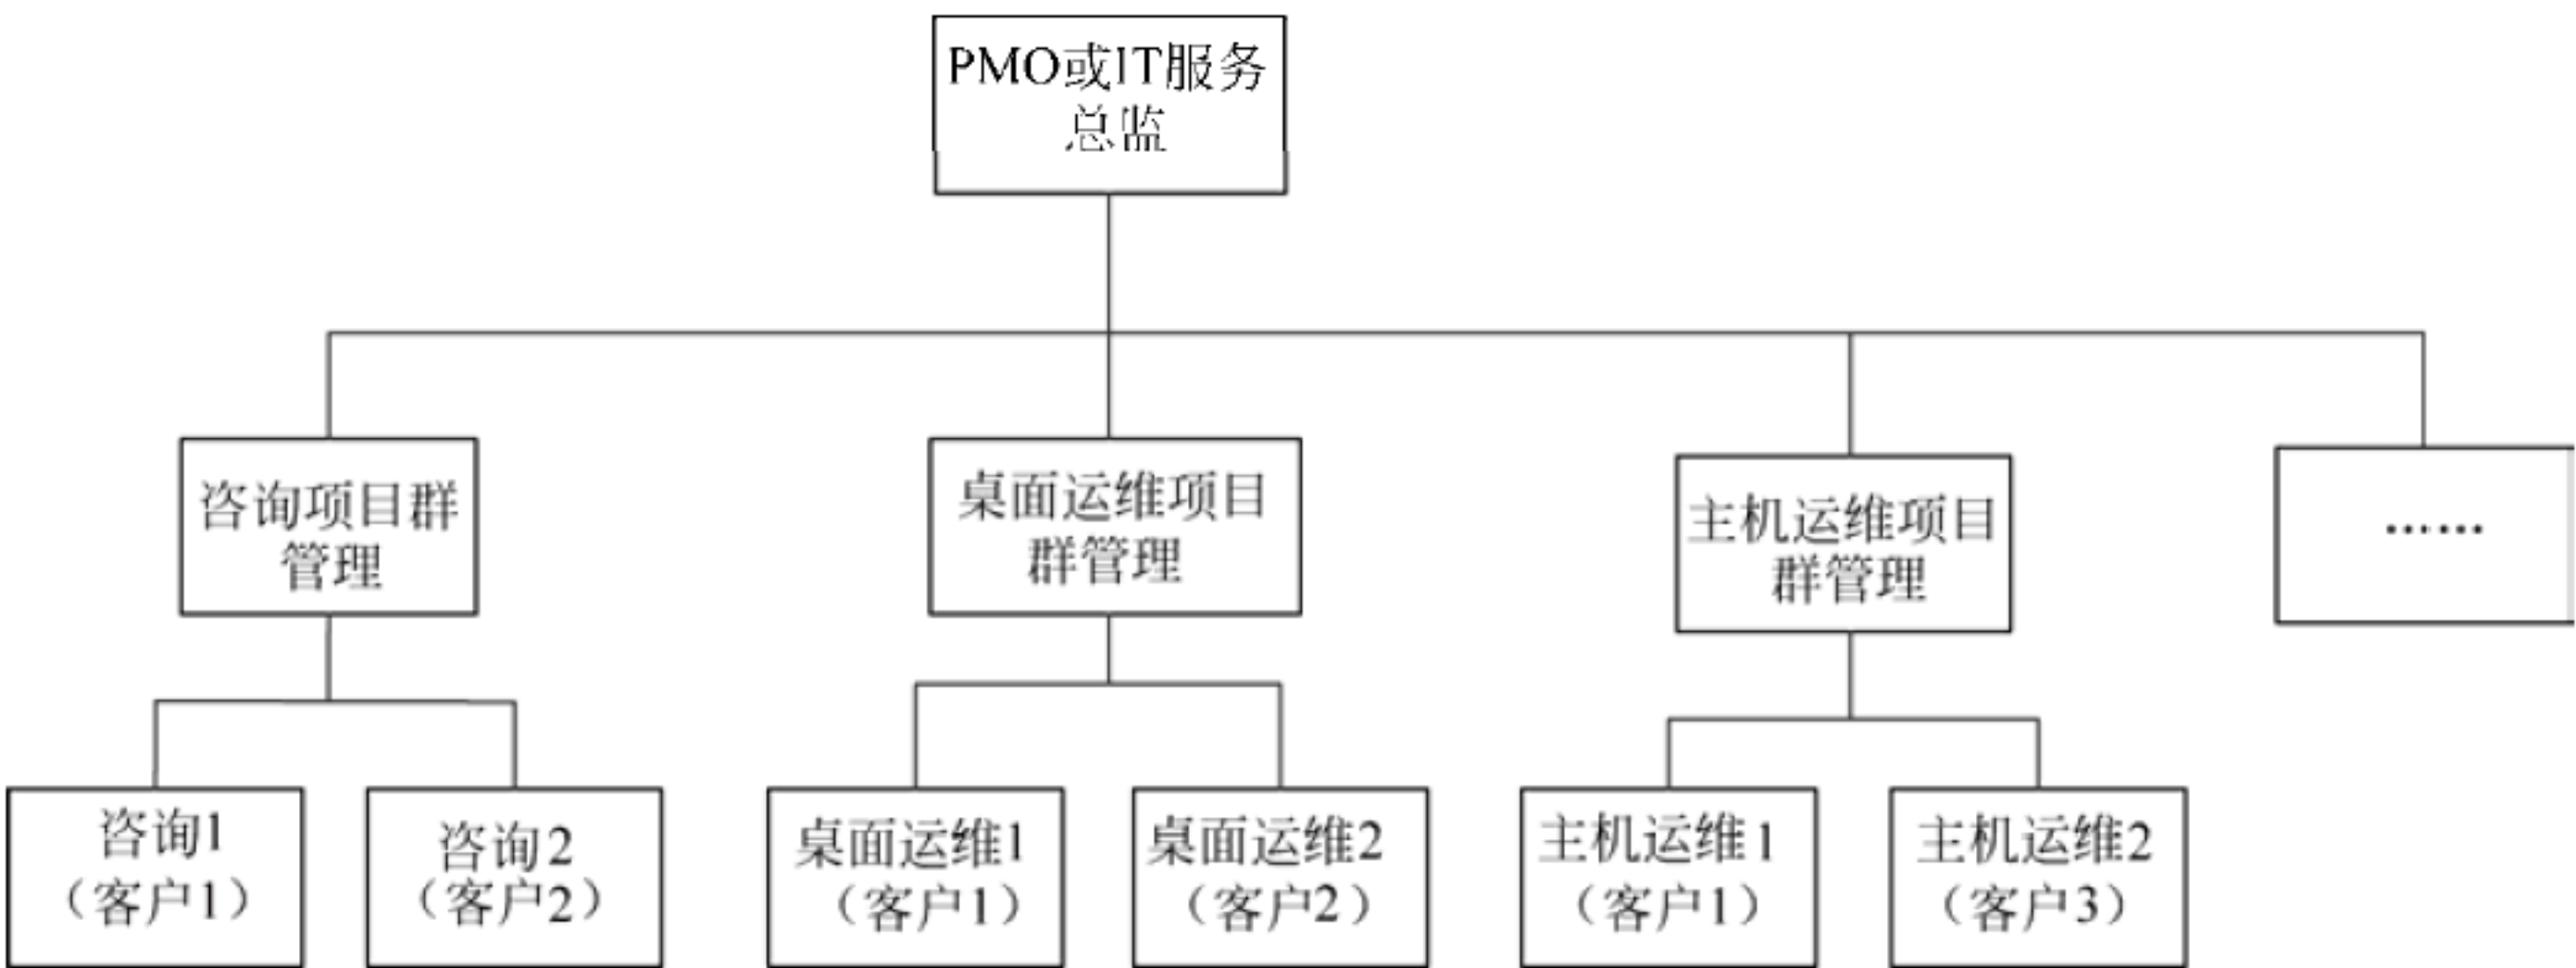 PMO或IT服务
总监
咨询项目群
管理
桌面运维项目
群管理
主机运维项目
群管理
……
咨询1
（客户1）
咨询2
（客户2）
桌面运维1
（客户1）
桌面运维2
（客户2）
主机运维1
（客户1）
主机运维2
（客户3）